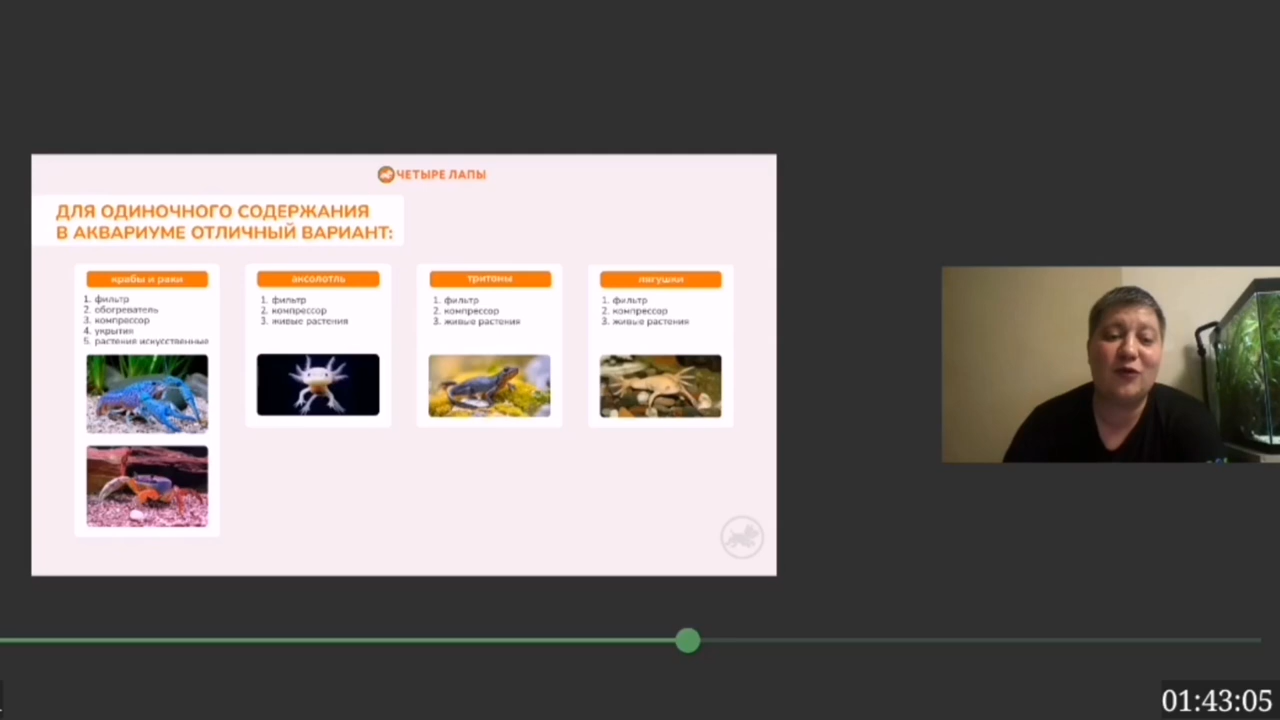 ЧЕТЫРЕ ЛАПЫ
ДЛЯ ОДИНОЧНОГО СОДЕРЖАНИЯ
В АКВАРИУМЕ ОТЛИЧНЫЙ ВАРИАНТ:
крабы и раки
1. фильтр
2. обогреватель
3. компрессор
4. укрытия
5. растения искусственные
аксолотль
1. фильтр
2. компрессор
3. живые растения
тритоны
1. фильтр
2. компрессор
3. живые растения
лягушки
1. фильтр
2. компрессор
3. живые растения
01:43:05